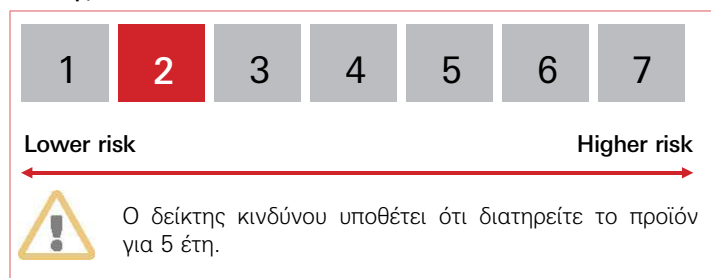 1 2 3 4 5 6 7
Lower risk Higher risk
Ο δείκτης κινδύνου υποθέτει ότι διατηρείτε το προϊόν
για 5 έτη.